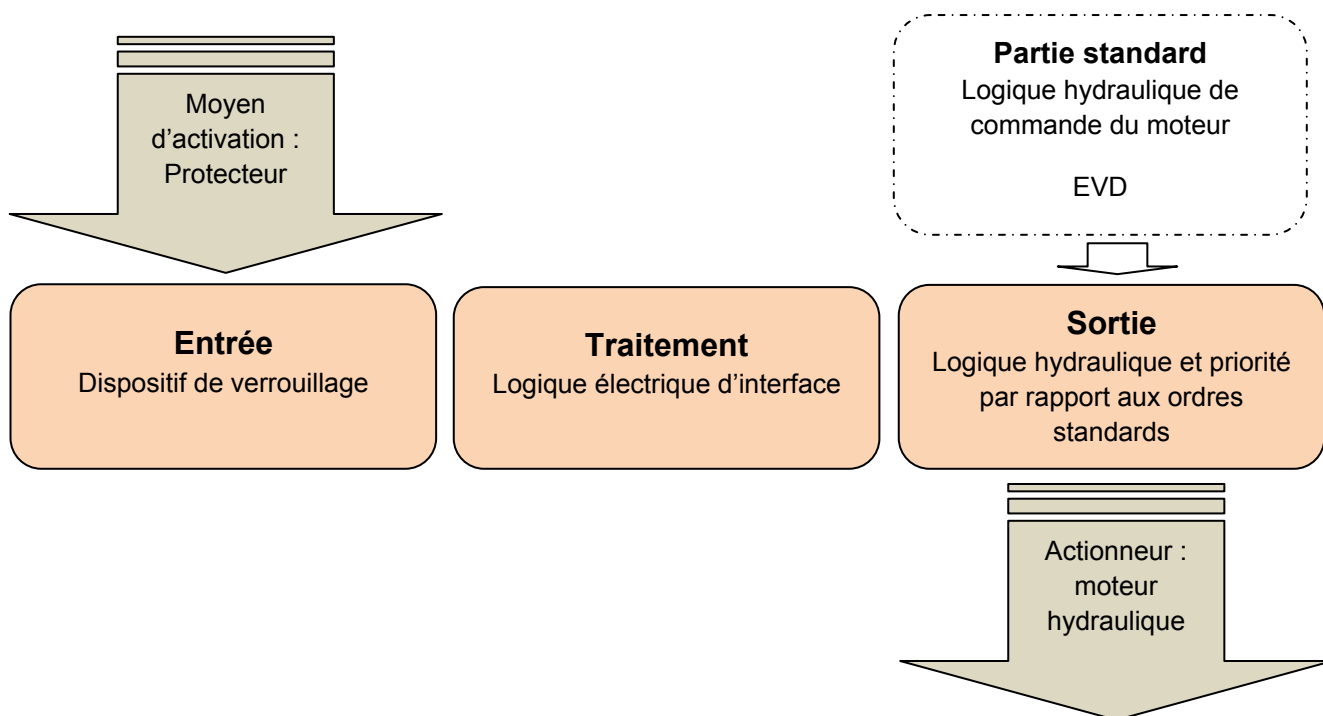 Moyen
d'activation :
Protecteur
Partie standard
Logique hydraulique de
commande du moteur
EVD
Entrée
Dispositif de verrouillage
Traitement
Logique électrique d'interface
Sortie
Logique hydraulique et priorité
par rapport aux ordres
standards
Actionneur :
moteur
hydraulique